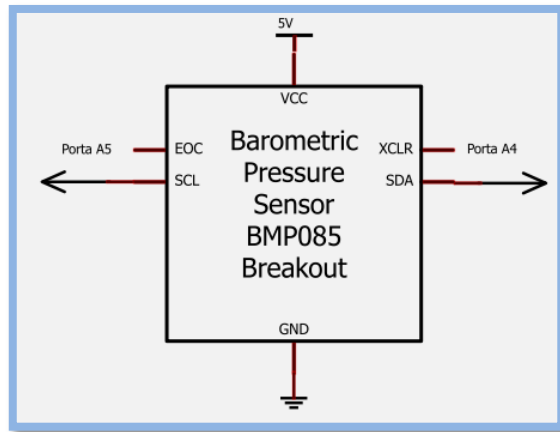 5V
VCC
Porta A5
EOC
SCL
Barometric
Pressure
Sensor
BMP085
Breakout
XCLR
Porta A4
SDA
GND